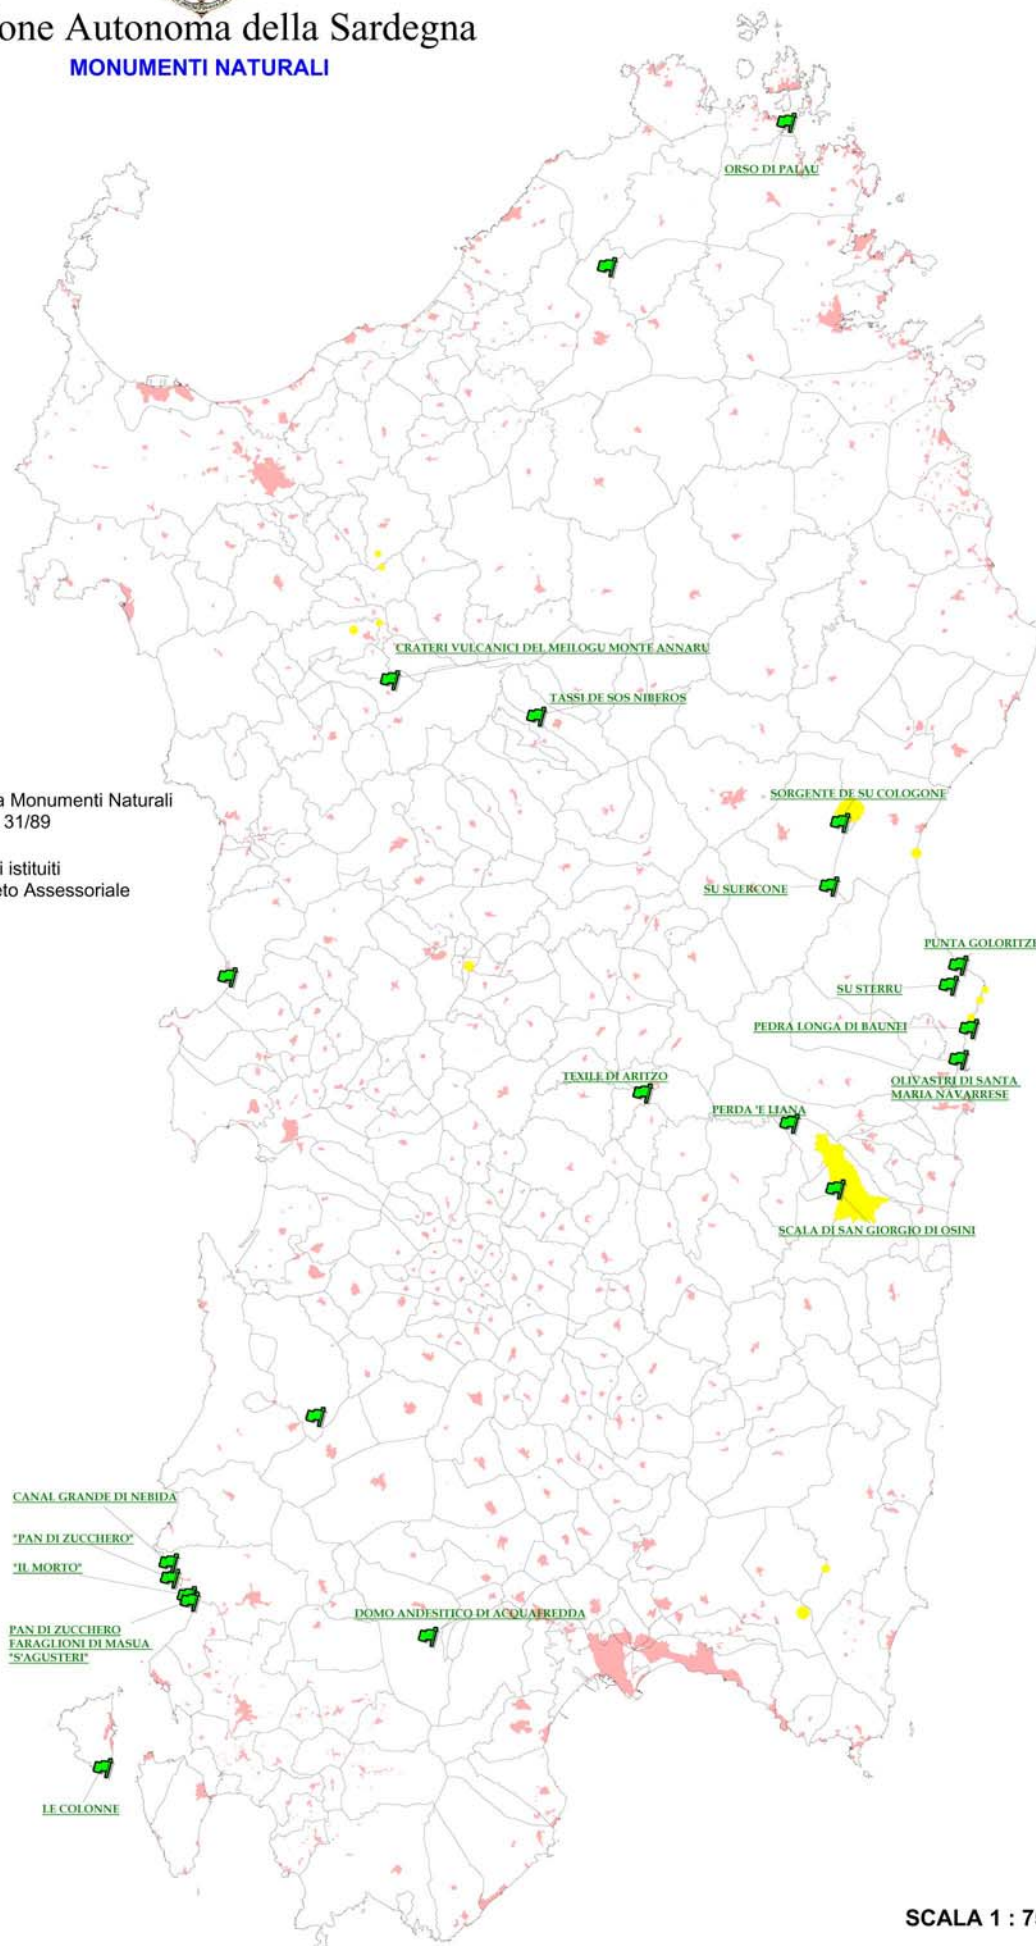 one Autonoma della Sardegna
MONUMENTI NATURALI
ORSO DI PALAU
CRATERI VULCANICI DEL MEILOGU MONTE ANNARU
TASSI DE SOS NIBEROS
a Monumenti Naturali
31/89
i istituiti
eto Assessoriale
SORGENTE DE SU COLOGONE
SU SUERCONE
PUNTA GOLORITZE
SU STERRU
PEDRA LONGA DI BAUNEI
OLIVASTRI DI SANTA
MARIA NAVARRESE
TEXILE DI ARITZO
PERDA 'E LIANA
SCALA DI SAN GIORGIO DI OSINI
CANAL GRANDE DI NEBIDA
"PAN DI ZUCCHERO"
"IL MORTO"
PAN DI ZUCCHERO
FARAGLIONI DI MASUA
"S'AGUSTERI"
DOMO ANDESITICO DI ACQUAFREDDA
LE COLONNE
SCALA 1 : 7